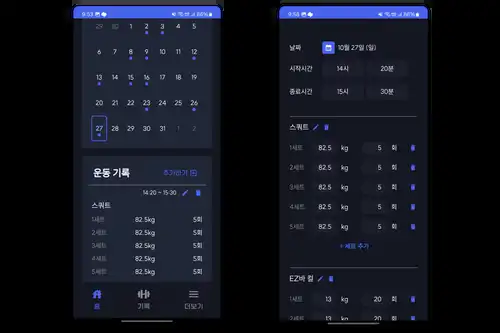 9:53
86%
29 30 1 2 3 4 5
6 7 8 9 10 11 12
13 14 15 16 17 18 19
20 21 22 23 24 25 26
27 28 29 30 31 1 2
운동 기록
추가하기
14:20 ~ 15:30
스쿼트
1세트 82.5kg 5회
2세트 82.5kg 5회
3세트 82.5kg 5회
4세트 82.5kg 5회
5세트 82.5kg 5회
홈 기록 더보기
86%
날짜 10월 27일 (일)
시작시간 14시 20분
종료시간 15시 30분
스쿼트
1세트 82.5 kg 5 회
2세트 82.5 kg 5 회
3세트 82.5 kg 5 회
4세트 82.5 kg 5 회
5세트 82.5 kg 5 회
+ 세트 추가
EZ바 컬
1세트 13 kg 20 회
2세트 13 kg 20 회